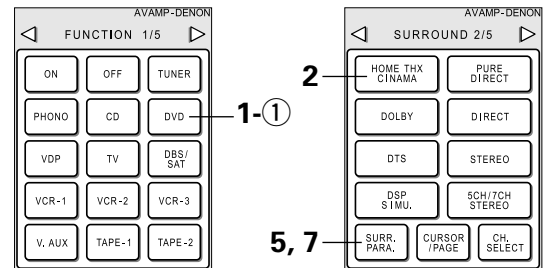 AVAMP-DENON
FUNCTION 1/5
ON OFF TUNER
PHONO CD DVD
VDP TV DBS/
SAT
VCR-1 VCR-2 VCR-3
V. AUX TAPE-1 TAPE-2
1-①
AVAMP-DENON
SURROUND 2/5
2
HOME THX
CINAMA
PURE
DIRECT
DOLBY DIRECT
DTS STEREO
DSP
SIMU.
5CH/7CH
STEREO
5, 7
SURR.
PARA.
CURSOR
/PAGE
CH.
SELECT